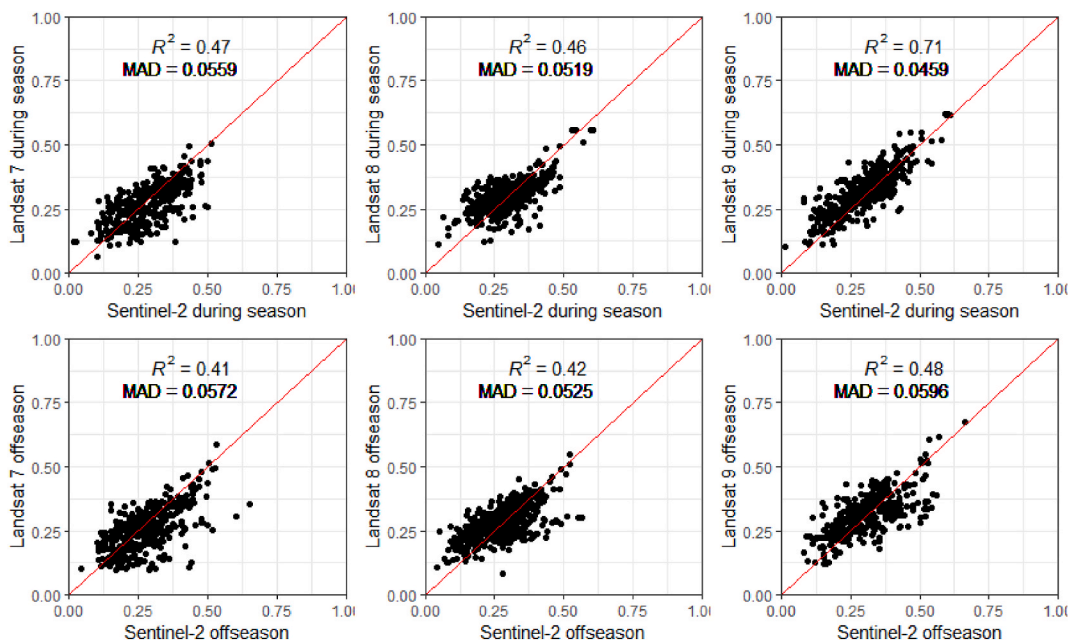 1.00
R² = 0.47
MAD = 0.0559
0.75
0.50
0.25
0.00
Landsat 7 during season
0.00 0.25 0.50 0.75 1.00
Sentinel-2 during season
1.00
R² = 0.46
MAD = 0.0519
0.75
0.50
0.25
0.00
Landsat 8 during season
0.00 0.25 0.50 0.75 1.00
Sentinel-2 during season
1.00
R² = 0.71
MAD = 0.0459
0.75
0.50
0.25
0.00
Landsat 9 during season
0.00 0.25 0.50 0.75 1.00
Sentinel-2 during season
1.00
R² = 0.41
MAD = 0.0572
0.75
0.50
0.25
0.00
Landsat 7 offseason
0.00 0.25 0.50 0.75 1.00
Sentinel-2 offseason
1.00
R² = 0.42
MAD = 0.0525
0.75
0.50
0.25
0.00
Landsat 8 offseason
0.00 0.25 0.50 0.75 1.00
Sentinel-2 offseason
1.00
R² = 0.48
MAD = 0.0596
0.75
0.50
0.25
0.00
Landsat 9 offseason
0.00 0.25 0.50 0.75 1.00
Sentinel-2 offseason